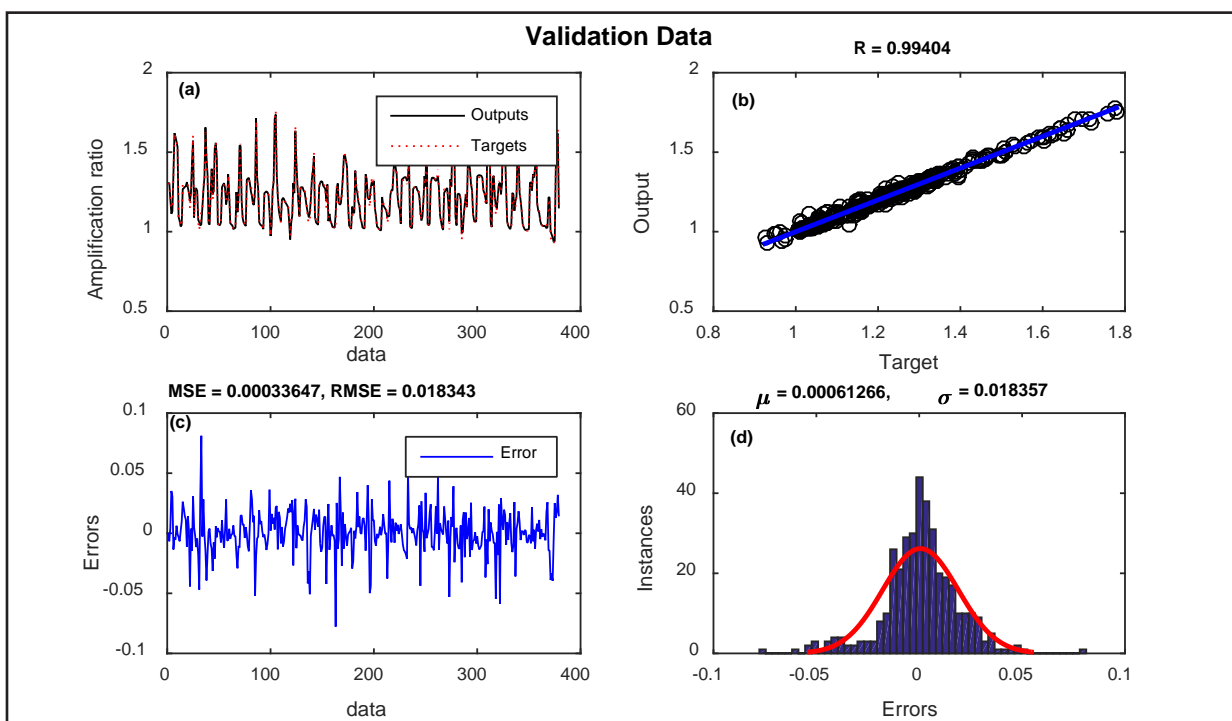 Validation Data
R = 0.99404
(a)
Outputs
Targets
2
1.5
1
0.5
Amplification ratio
0
100
200
300
400
data
(b)
2
1.5
1
0.5
Output
0.8
1
1.2
1.4
1.6
1.8
Target
MSE = 0.00033647, RMSE = 0.018343
(c)
Error
0.1
0.05
0
-0.05
-0.1
Errors
0
100
200
300
400
data
μ = 0.00061266, σ = 0.018357
(d)
60
40
20
0
Instances
-0.1
-0.05
0
0.05
0.1
Errors